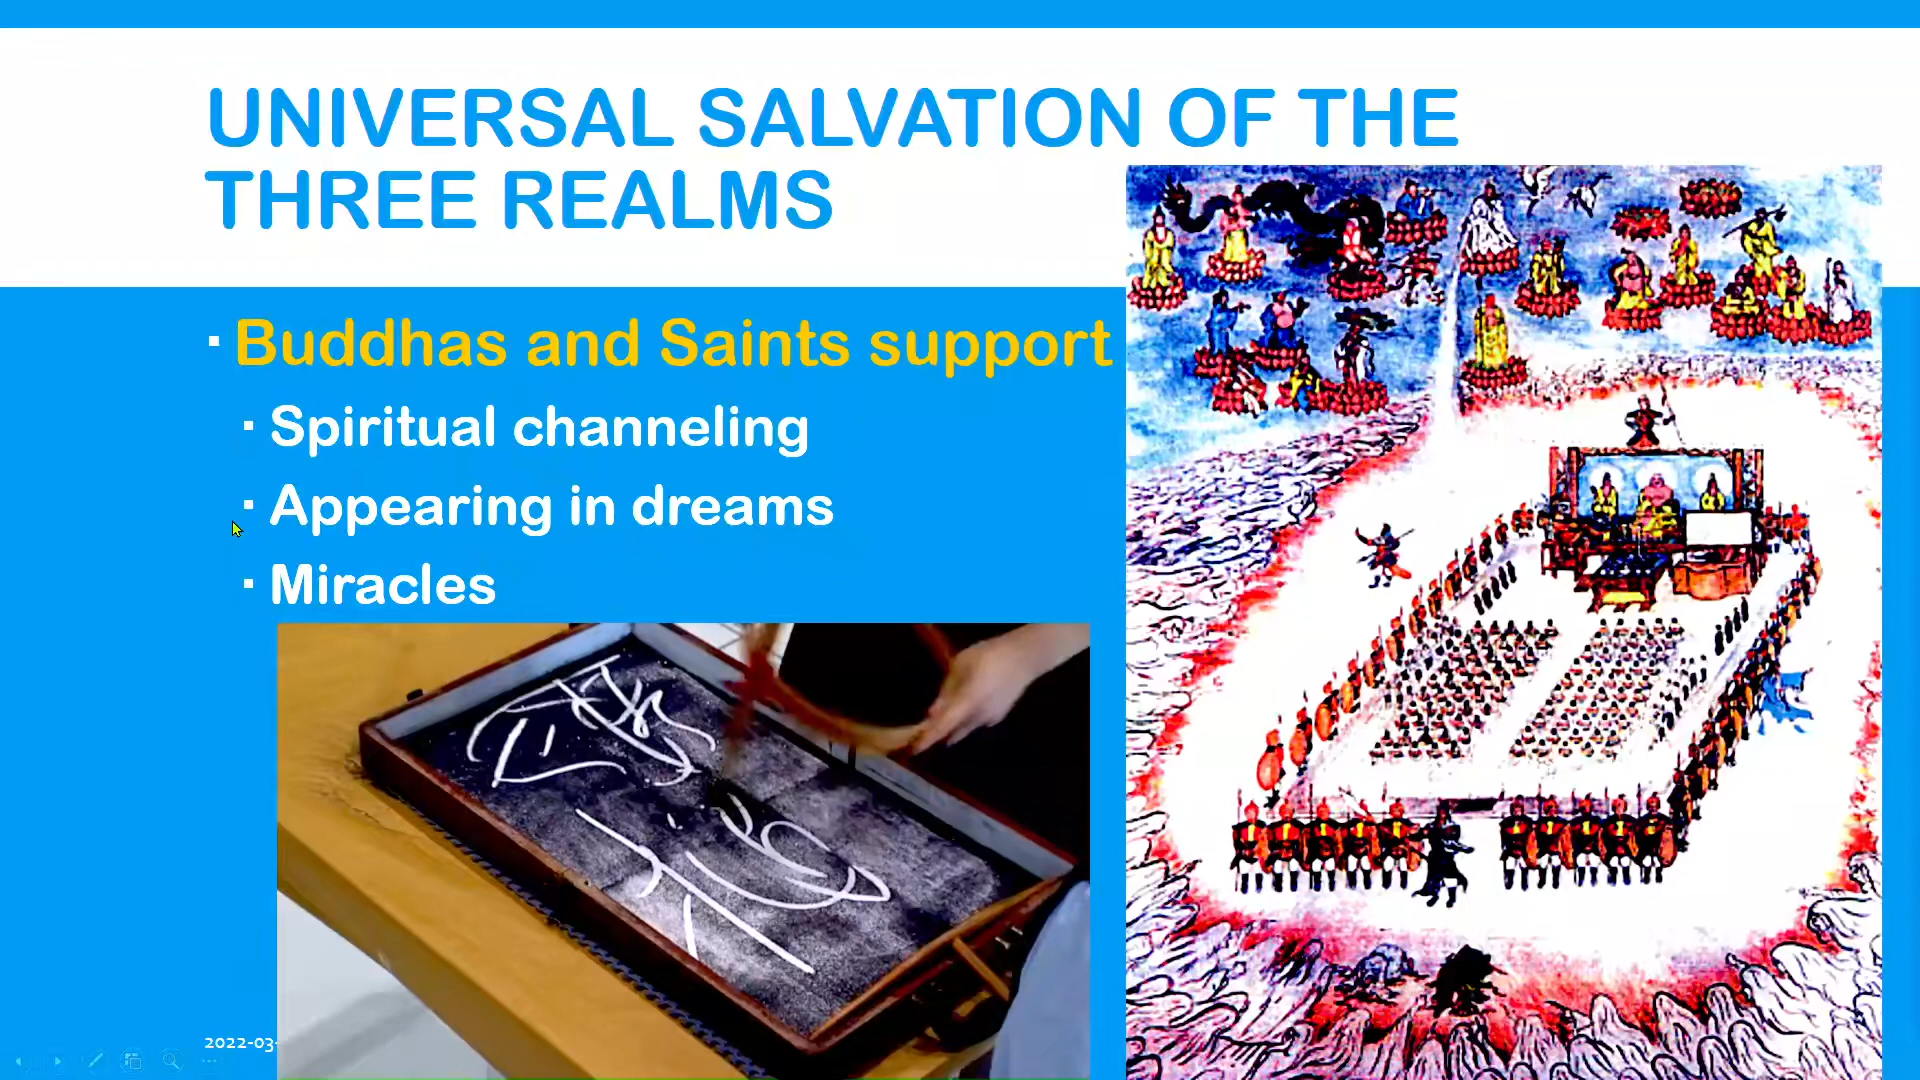 UNIVERSAL SALVATION OF THE
THREE REALMS
▪ Buddhas and Saints support
▪ Spiritual channeling
▪ Appearing in dreams
▪ Miracles
2022-03-